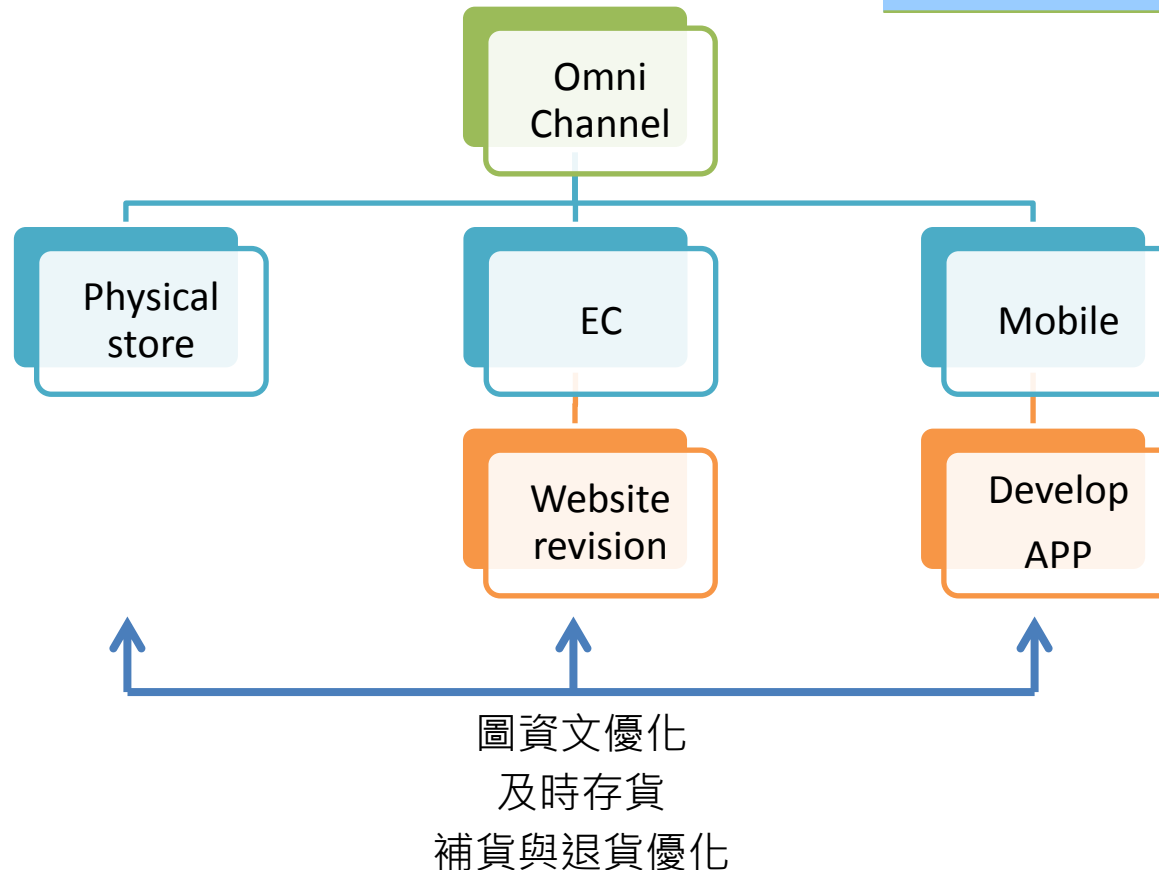 Omni
Channel
Physical
store
EC
Mobile
Website
revision
Develop
APP
圖資文優化
及時存貨
補貨與退貨優化